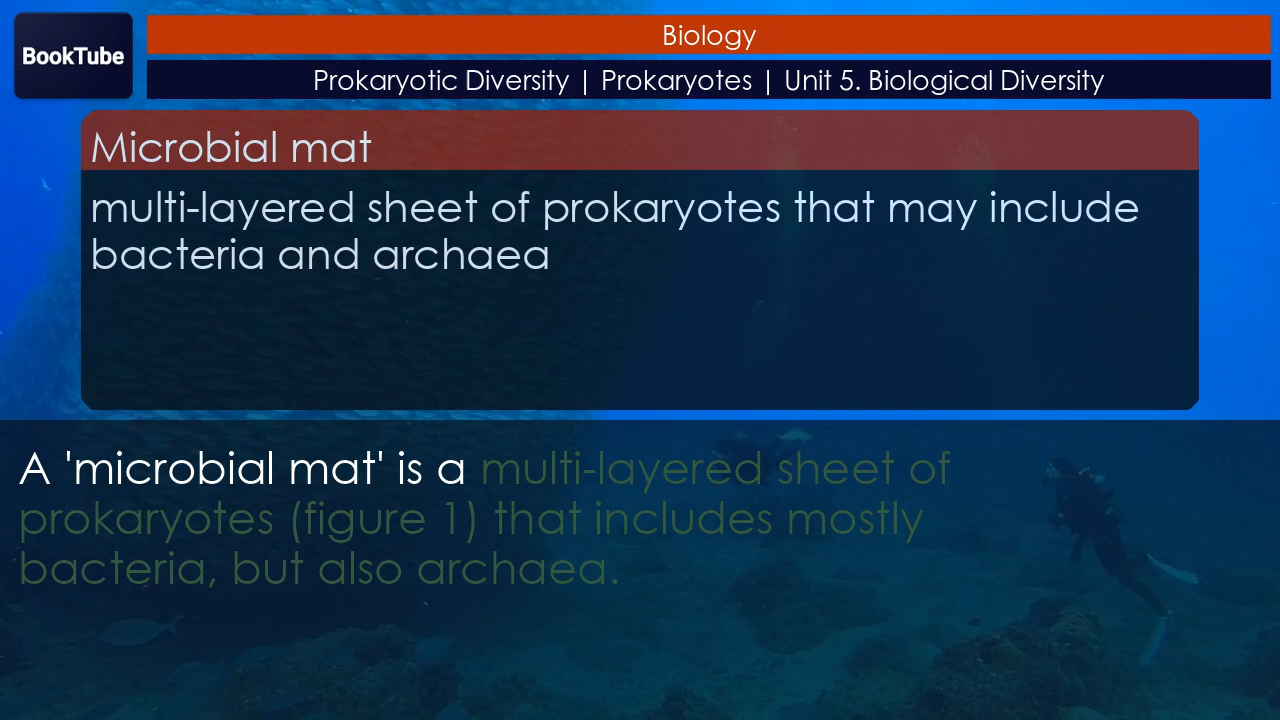 BookTube
Biology
Prokaryotic Diversity | Prokaryotes | Unit 5. Biological Diversity
Microbial mat
multi-layered sheet of prokaryotes that may include
bacteria and archaea
A 'microbial mat' is a multi-layered sheet of
prokaryotes (figure 1) that includes mostly
bacteria, but also archaea.